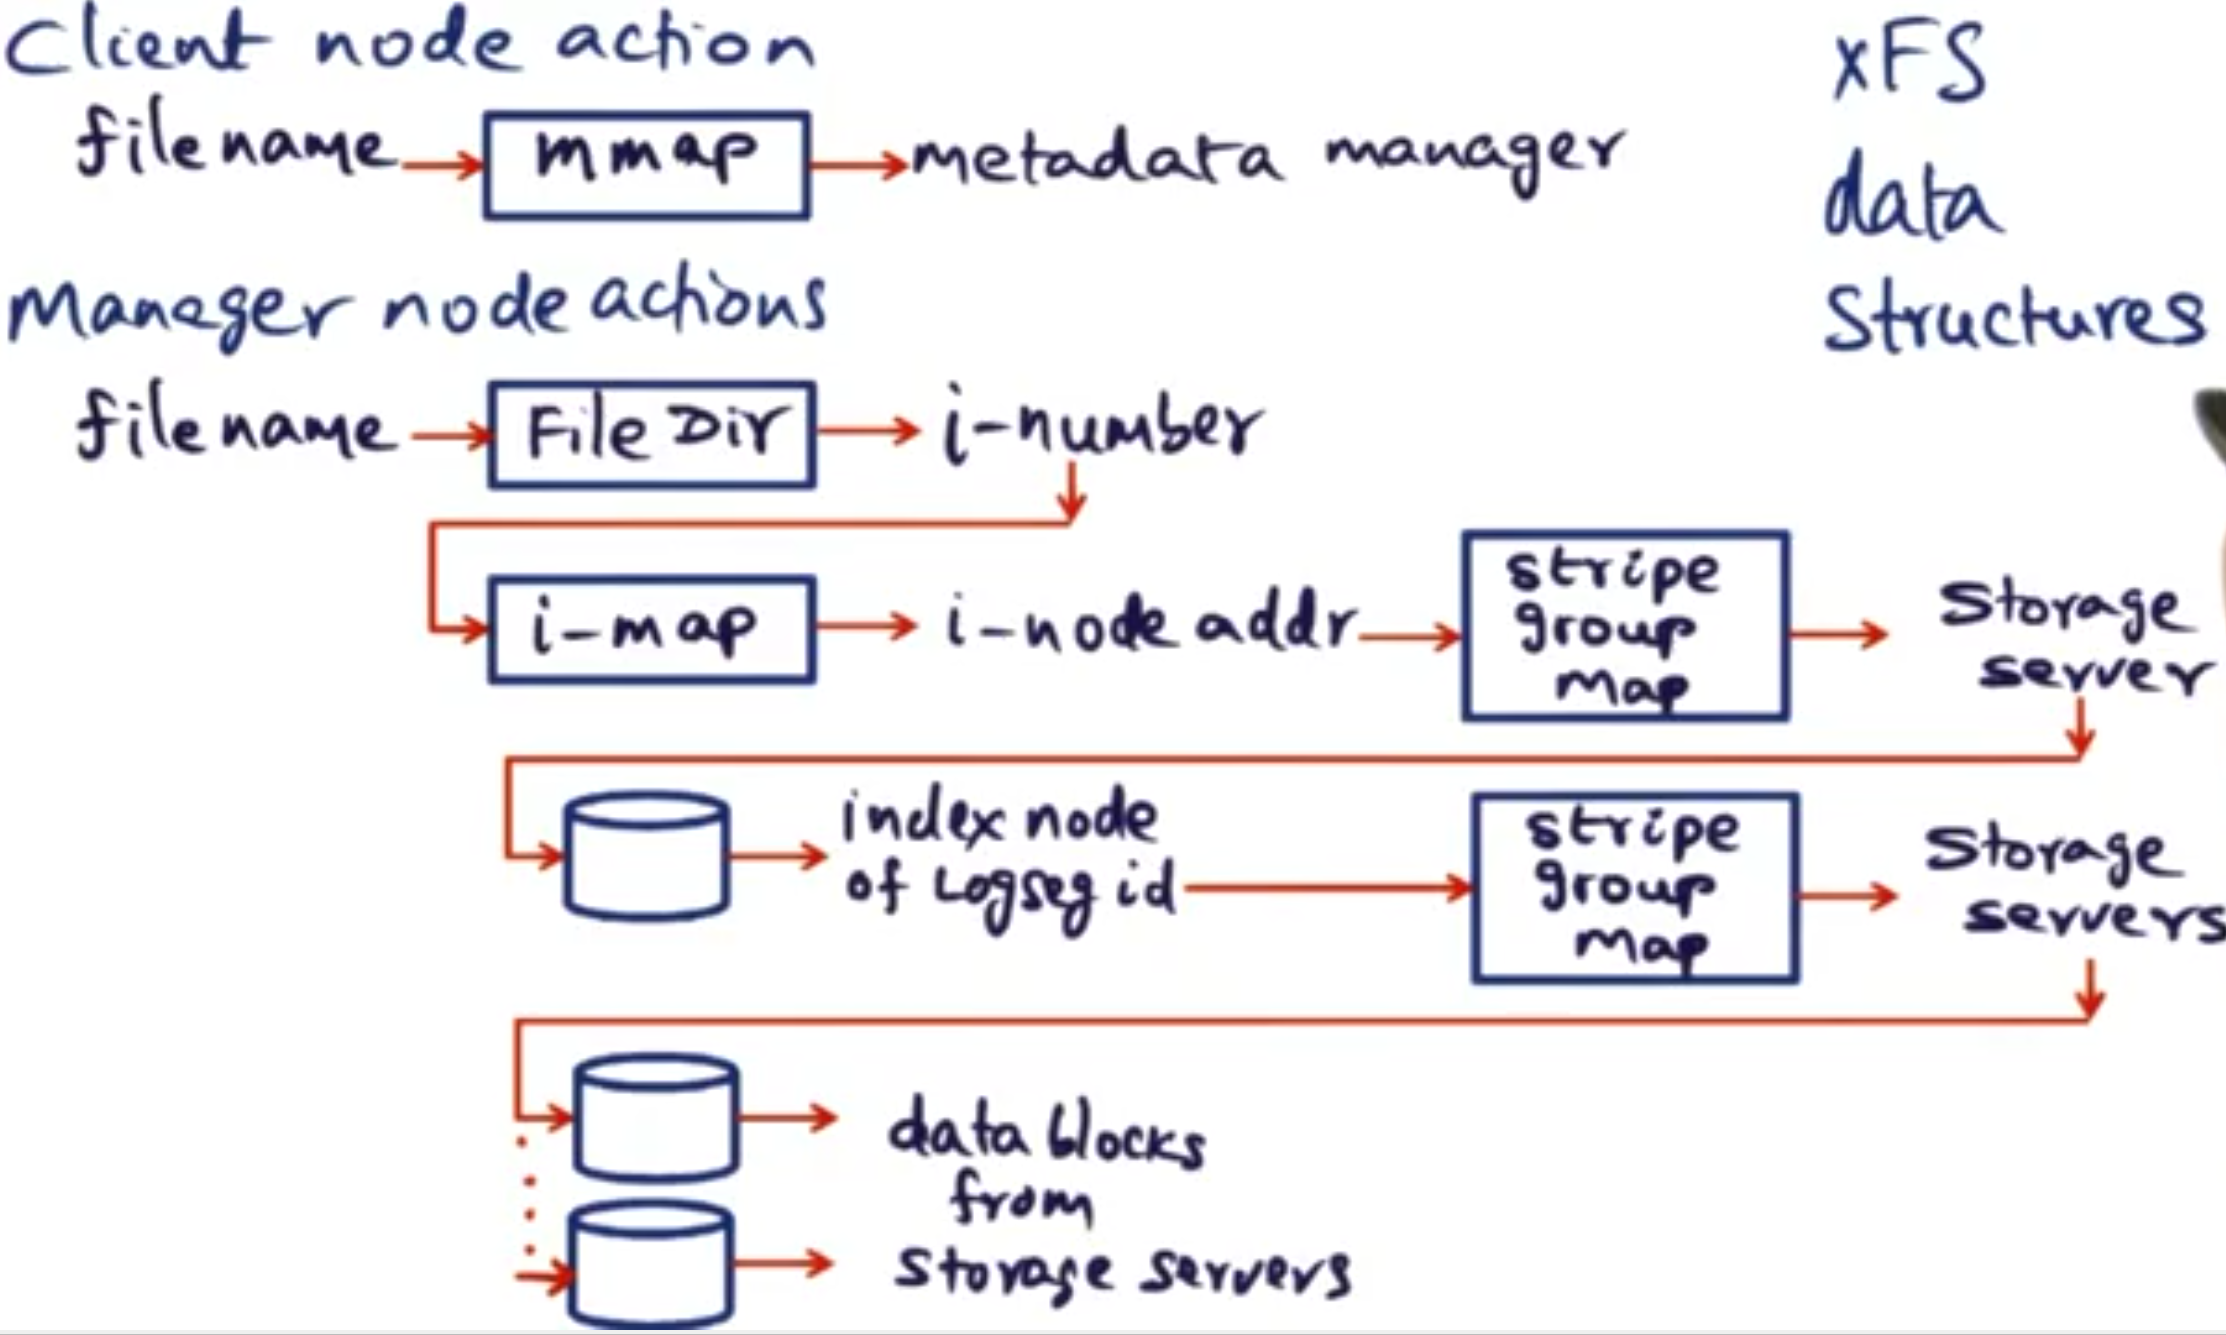 Client node action
filename mmap metadata manager
xFS
data
Structures
Manager node actions
filename File Dir i-number
i-map i-node addr
stripe
group
map
Storage
server
index node
of Logseg id
stripe
group
map
Storage
servers
data blocks
from
storage servers